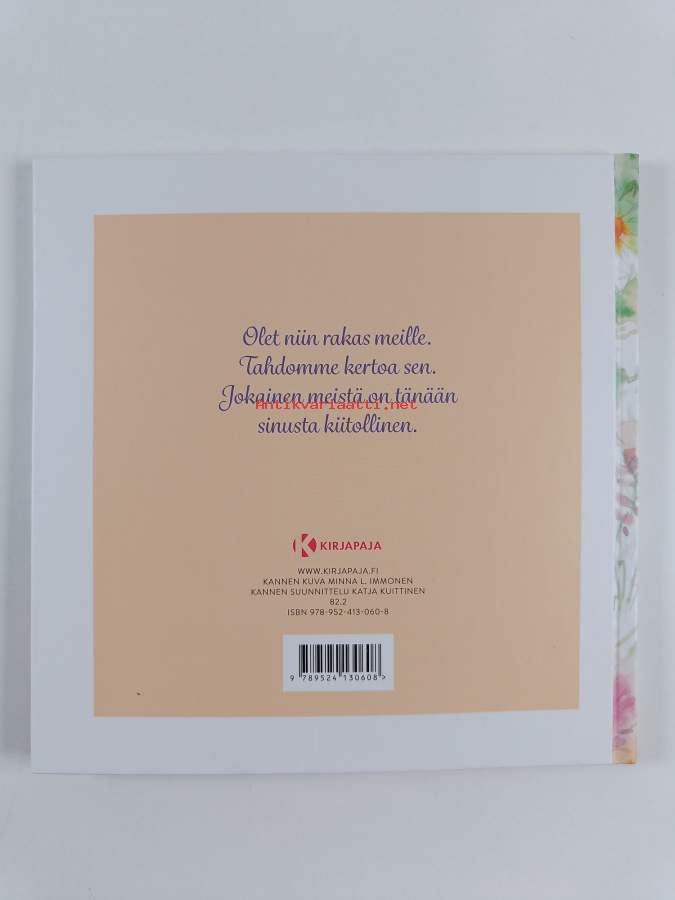 Olet niin rakas meille.
Tahdomme kertoa sen.
Jokainen meistä on tänään
Antikvariaatti.net
sinusta kiitollinen.
KIRJAPAJA
WWW.KIRJAPAJA.FI
KANNEN KUVA MINNA L. IMMONEN
KANNEN SUUNNITTELU KATJA KUITTINEN
82.2
ISBN 978-952-413-060-8
9 789524 130608>